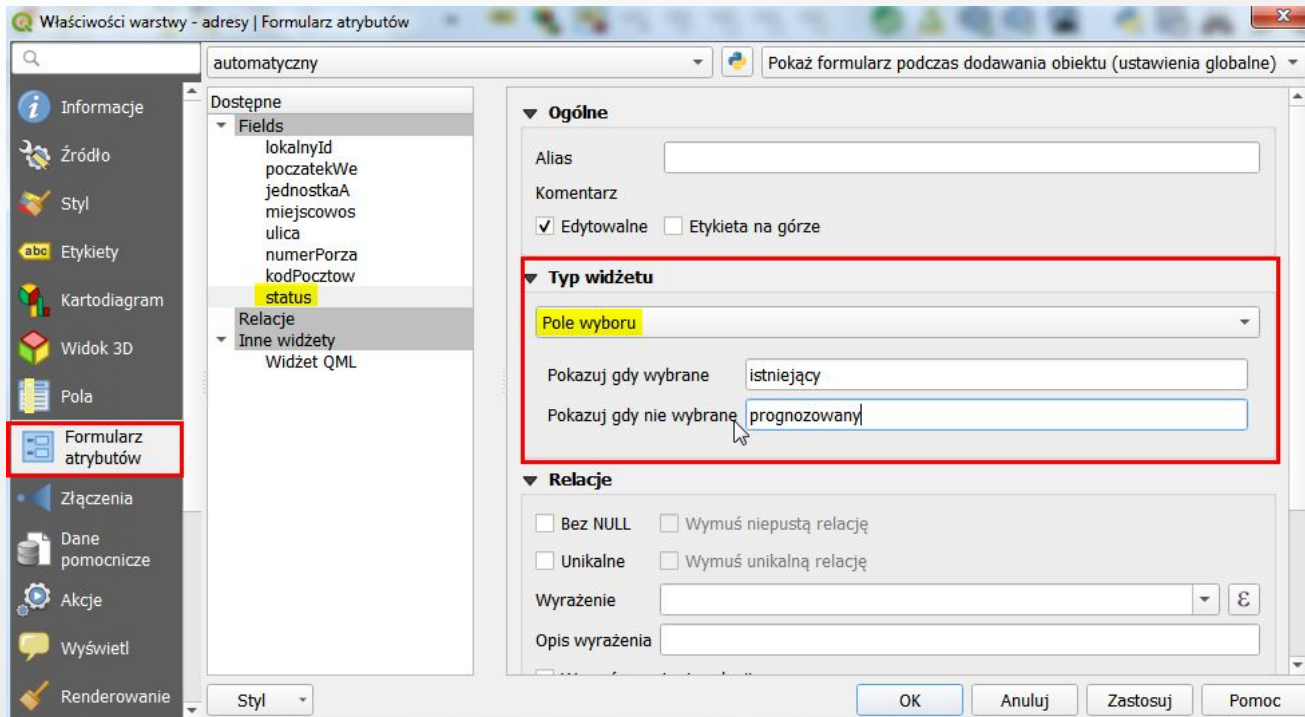 Właściwości warstwy - adresy | Formularz atrybutów
automatyczny
Pokaż formularz podczas dodawania obiektu (ustawienia globalne)
Informacje
Źródło
Styl
abc Etykiety
Kartodiagram
Widok 3D
Pola
Formularz
atrybutów
Złączenia
Dane
pomocnicze
Akcje
Wyświetl
Renderowanie
Dostępne
Fields
lokalnyId
poczatekWe
jednostkaA
miejscowos
ulica
numerPorza
kodPocztow
status
Relacje
Inne widżety
Widżet QML
Ogólne
Alias
Komentarz
Edytowalne Etykieta na górze
Typ widżetu
Pole wyboru
Pokazuj gdy wybrane istniejący
Pokazuj gdy nie wybrane prognozowany
Relacje
Bez NULL Wymuś niepustą relację
Unikalne Wymuś unikalną relację
Wyrażenie ε
Opis wyrażenia
Styl
OK Anuluj Zastosuj Pomoc